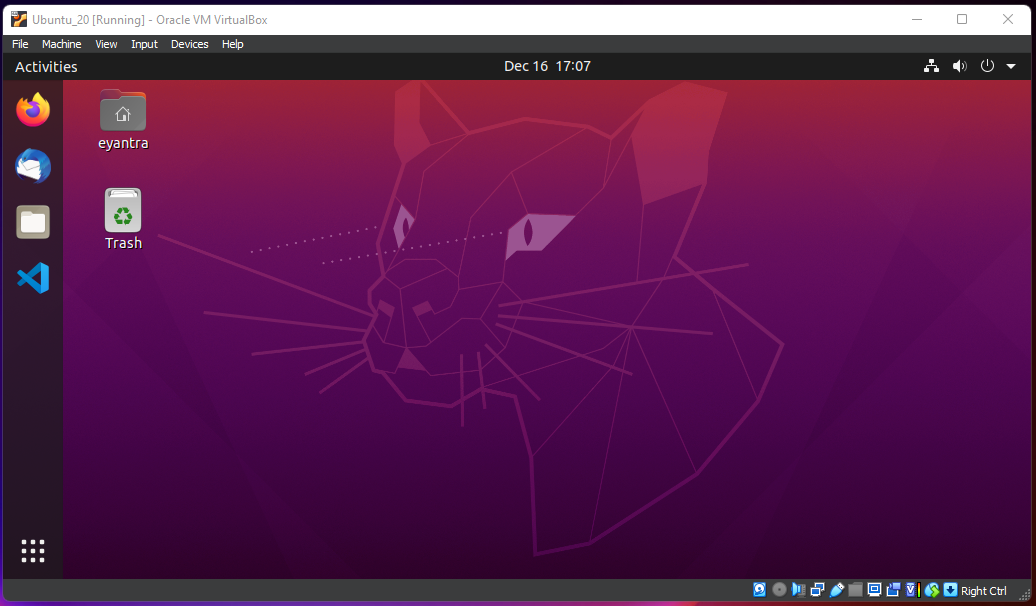 Ubuntu_20 [Running] - Oracle VM VirtualBox
File Machine View Input Devices Help
Activities Dec 16 17:07
eyantra
Trash
Right Ctrl